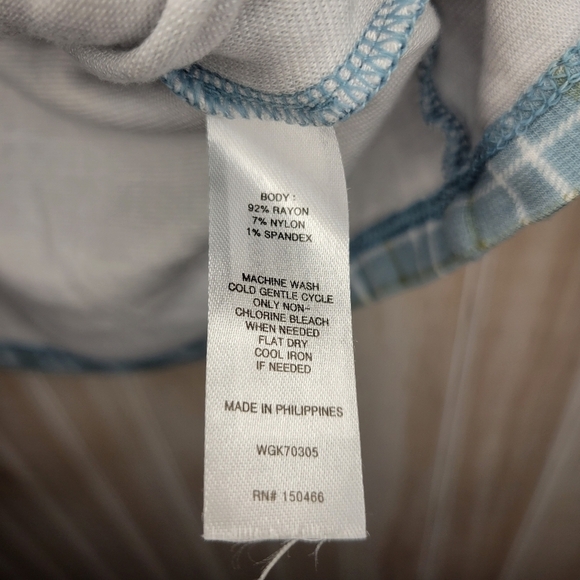 BODY :
92% RAYON
7% NYLON
1% SPANDEX
MACHINE WASH
COLD GENTLE CYCLE
ONLY NON-
CHLORINE BLEACH
WHEN NEEDED
FLAT DRY
COOL IRON
IF NEEDED
MADE IN PHILIPPINES
WGK70305
RN# 150466